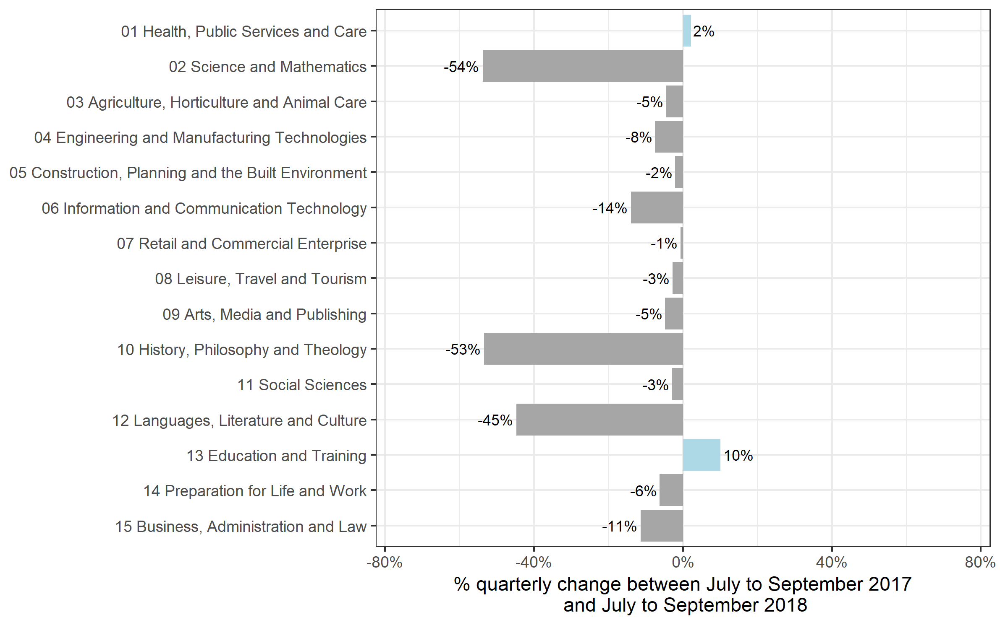 01 Health, Public Services and Care 2%
02 Science and Mathematics -54%
03 Agriculture, Horticulture and Animal Care -5%
04 Engineering and Manufacturing Technologies -8%
05 Construction, Planning and the Built Environment -2%
06 Information and Communication Technology -14%
07 Retail and Commercial Enterprise -1%
08 Leisure, Travel and Tourism -3%
09 Arts, Media and Publishing -5%
10 History, Philosophy and Theology -53%
11 Social Sciences -3%
12 Languages, Literature and Culture -45%
13 Education and Training 10%
14 Preparation for Life and Work -6%
15 Business, Administration and Law -11%
-80% -40% 0% 40% 80%
% quarterly change between July to September 2017
and July to September 2018